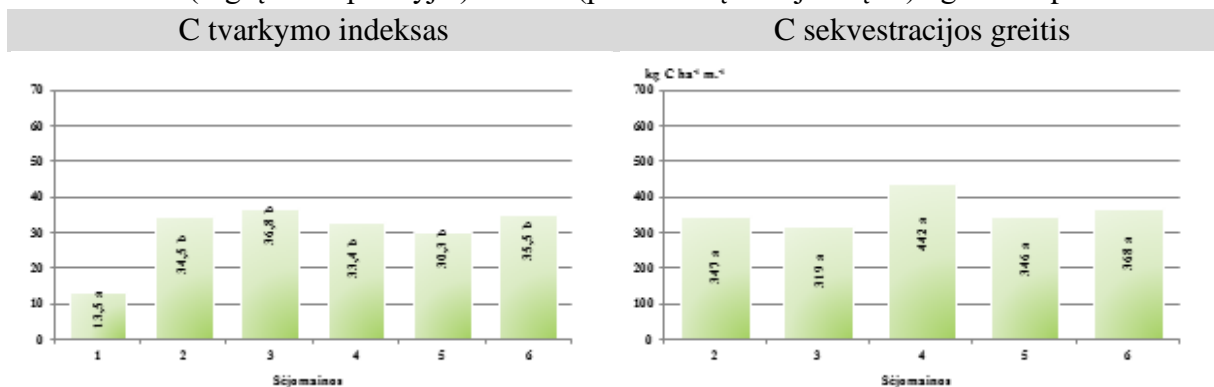 C tvarkymo indeksas
C sekvestracijos greitis
70
60
50
40
30
20
10
0
13,5 a
34,5 b
36,8 b
33,4 b
30,3 b
35,5 b
1 2 3 4 5 6
Sėjomainos
kg C ha⁻¹ m.⁻¹
700
600
500
400
300
200
100
0
347 a
319 a
442 a
346 a
368 a
2 3 4 5 6
Sėjomainos